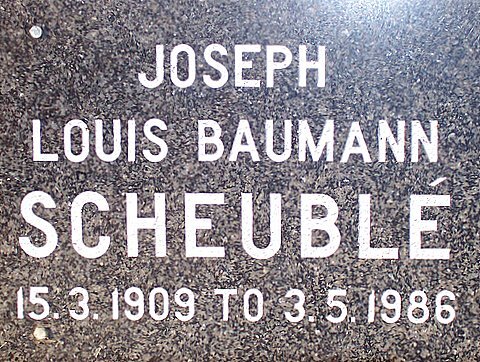 JOSEPH
LOUIS BAUMANN
SCHEUBLÉ
15.3.1909 TO 3.5.1986